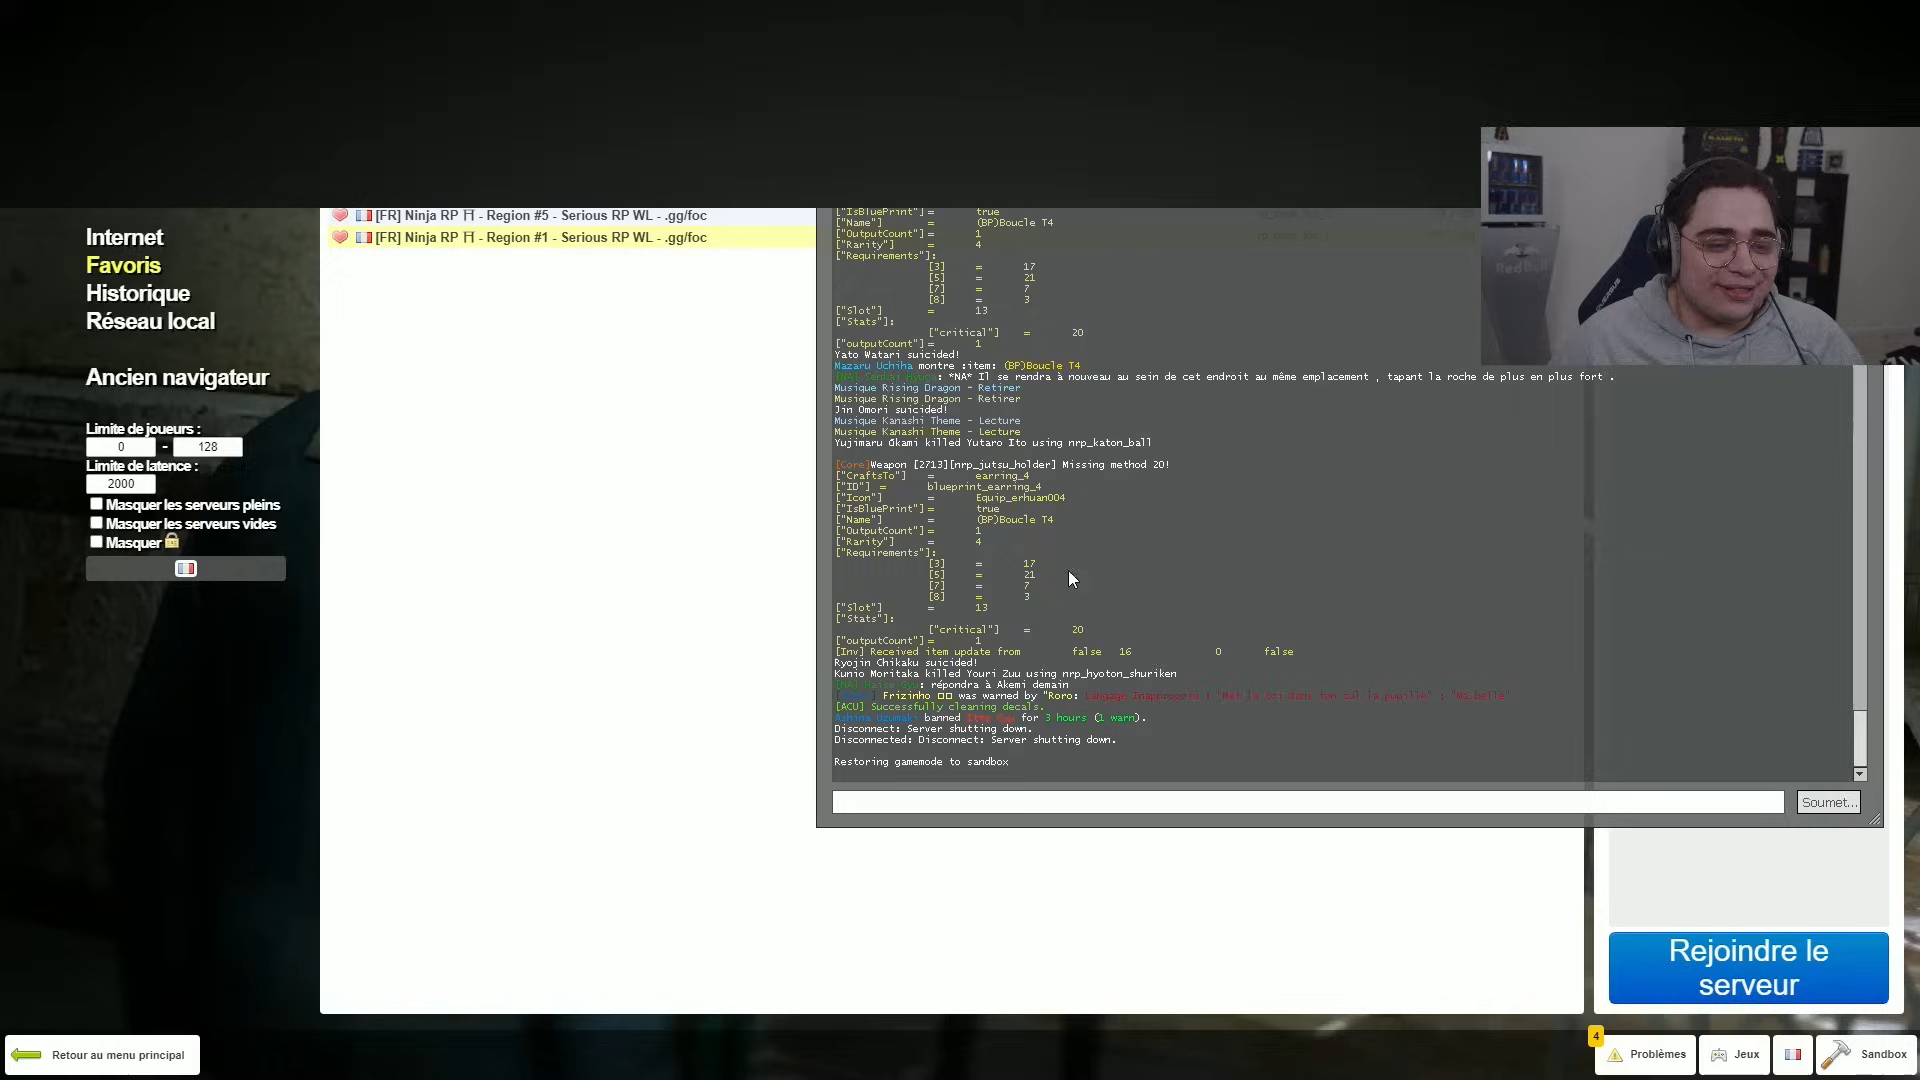 Internet
Favoris
Historique
Réseau local
Ancien navigateur
Limite de joueurs :
0 - 128
Limite de latence :
2000
Masquer les serveurs pleins
Masquer les serveurs vides
Masquer
[FR] Ninja RP ⛩ - Region #5 - Serious RP WL - .gg/foc
[FR] Ninja RP ⛩ - Region #1 - Serious RP WL - .gg/foc
["IsBluePrint"] = true
["Name"] = (BP)Boucle T4
["OutputCount"] = 1
["Rarity"] = 4
["Requirements"]:
[3] = 17
[5] = 21
[7] = 7
[8] = 3
["Slot"] = 13
["Stats"]:
["critical"] = 20
["outputCount"] = 1
Yato Watari suicided!
Mazaru Uchiha montre :item: (BP)Boucle T4
: *NA* Il se rendra à nouveau au sein de cet endroit au même emplacement , tapant la roche de plus en plus fort .
Musique Rising Dragon - Retirer
Musique Rising Dragon - Retirer
Jin Omori suicided!
Musique Kanashi Theme - Lecture
Musique Kanashi Theme - Lecture
Yujimaru Okami killed Yutaro Ito using nrp_katon_ball
[Core]Weapon [2713][nrp_jutsu_holder] Missing method 20!
["CraftsTo"] = earring_4
["ID"] = blueprint_earring_4
["Icon"] = Equip_erhuan004
["IsBluePrint"] = true
["Name"] = (BP)Boucle T4
["OutputCount"] = 1
["Rarity"] = 4
["Requirements"]:
[3] = 17
[5] = 21
[7] = 7
[8] = 3
["Slot"] = 13
["Stats"]:
["critical"] = 20
["outputCount"] = 1
[Inv] Received item update from false 16 0 false
Ryojin Chikaku suicided!
Kunio Moritaka killed Youri Zuu using nrp_hyoton_shuriken
: répondra à Akemi demain
Frizinho was warned by "Roro: Langage Inapproprié
[ACU] Successfully cleaning decals.
Ashina Uzumaki banned for 3 hours (1 warn).
Disconnect: Server shutting down.
Disconnected: Disconnect: Server shutting down.
Restoring gamemode to sandbox
Soumet...
Rejoindre le
serveur
Retour au menu principal
4
Problèmes
Jeux
Sandbox